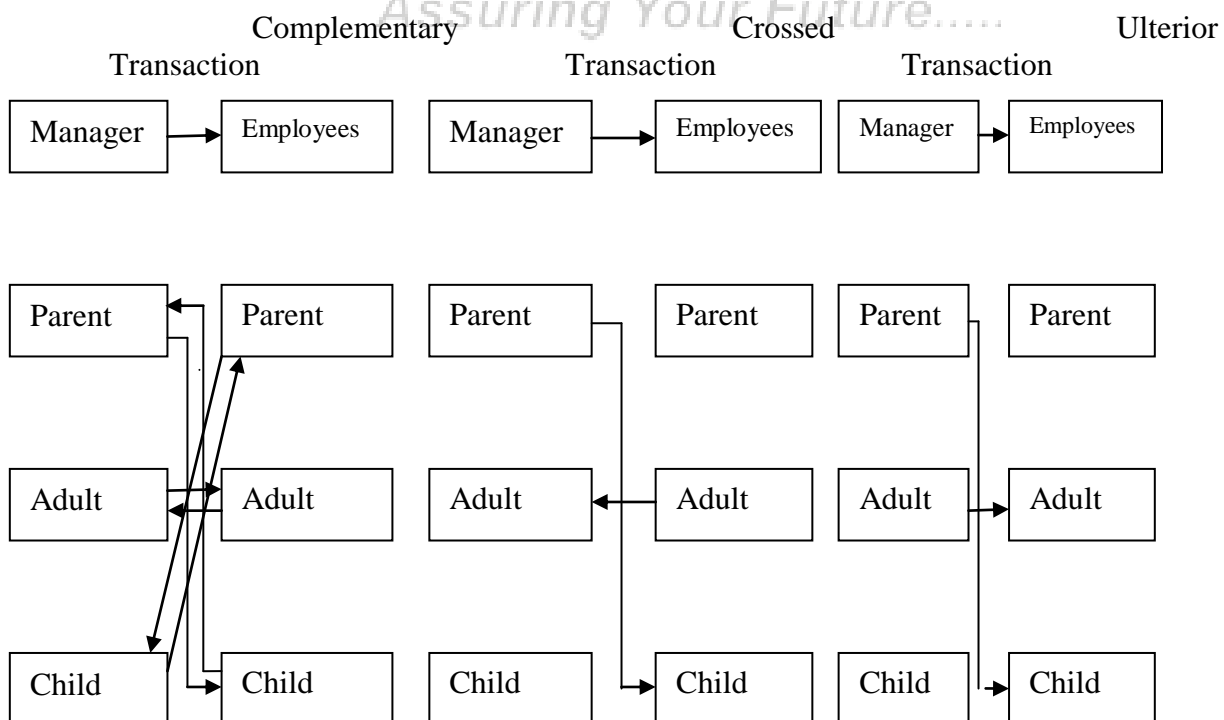 Assuring Your Future.....
Complementary Crossed Ulterior
Transaction Transaction Transaction
Manager Employees Manager Employees Manager Employees
Parent Parent Parent Parent Parent Parent
Adult Adult Adult Adult Adult Adult
Child Child Child Child Child Child